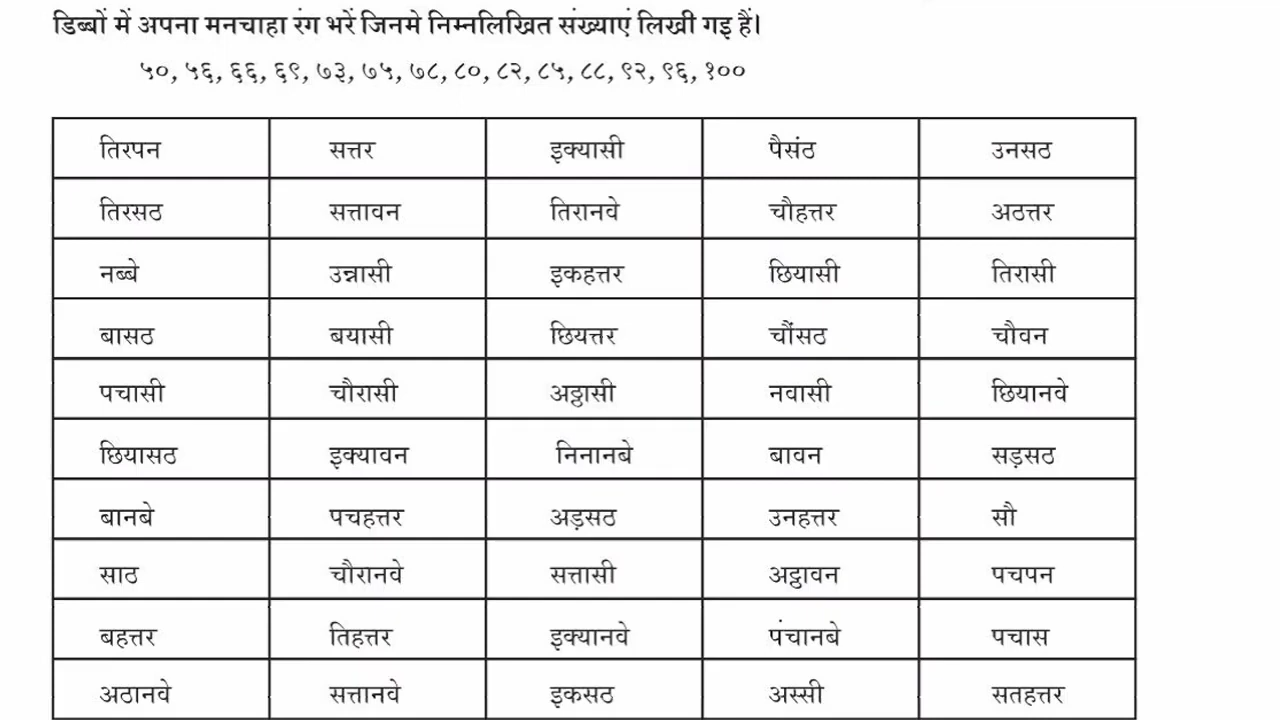 डिब्बों में अपना मनचाहा रंग भरें जिनमे निम्नलिखित संख्याएं लिखी गइ हैं।
५०, ५६, ६६, ६९, ७३, ७५, ७८, ८०, ८२, ८५, ८८, ९२, ९६, १००
तिरपन सत्तर इक्यासी पैसंठ उनसठ
तिरसठ सत्तावन तिरानवे चौहत्तर अठत्तर
नब्बे उन्नासी इकहत्तर छियासी तिरासी
बासठ बयासी छियत्तर चौंसठ चौवन
पचासी चौरासी अठ्ठासी नवासी छियानवे
छियासठ इक्यावन निनानबे बावन सड़सठ
बानबे पचहत्तर अड़सठ उनहत्तर सौ
साठ चौरानवे सत्तासी अट्ठावन पचपन
बहत्तर तिहत्तर इक्यानवे पंचानबे पचास
अठानवे सत्तानवे इकसठ अस्सी सतहत्तर